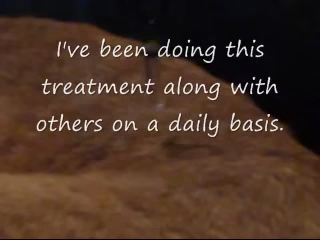 I've been doing this
treatment along with
others on a daily basis.